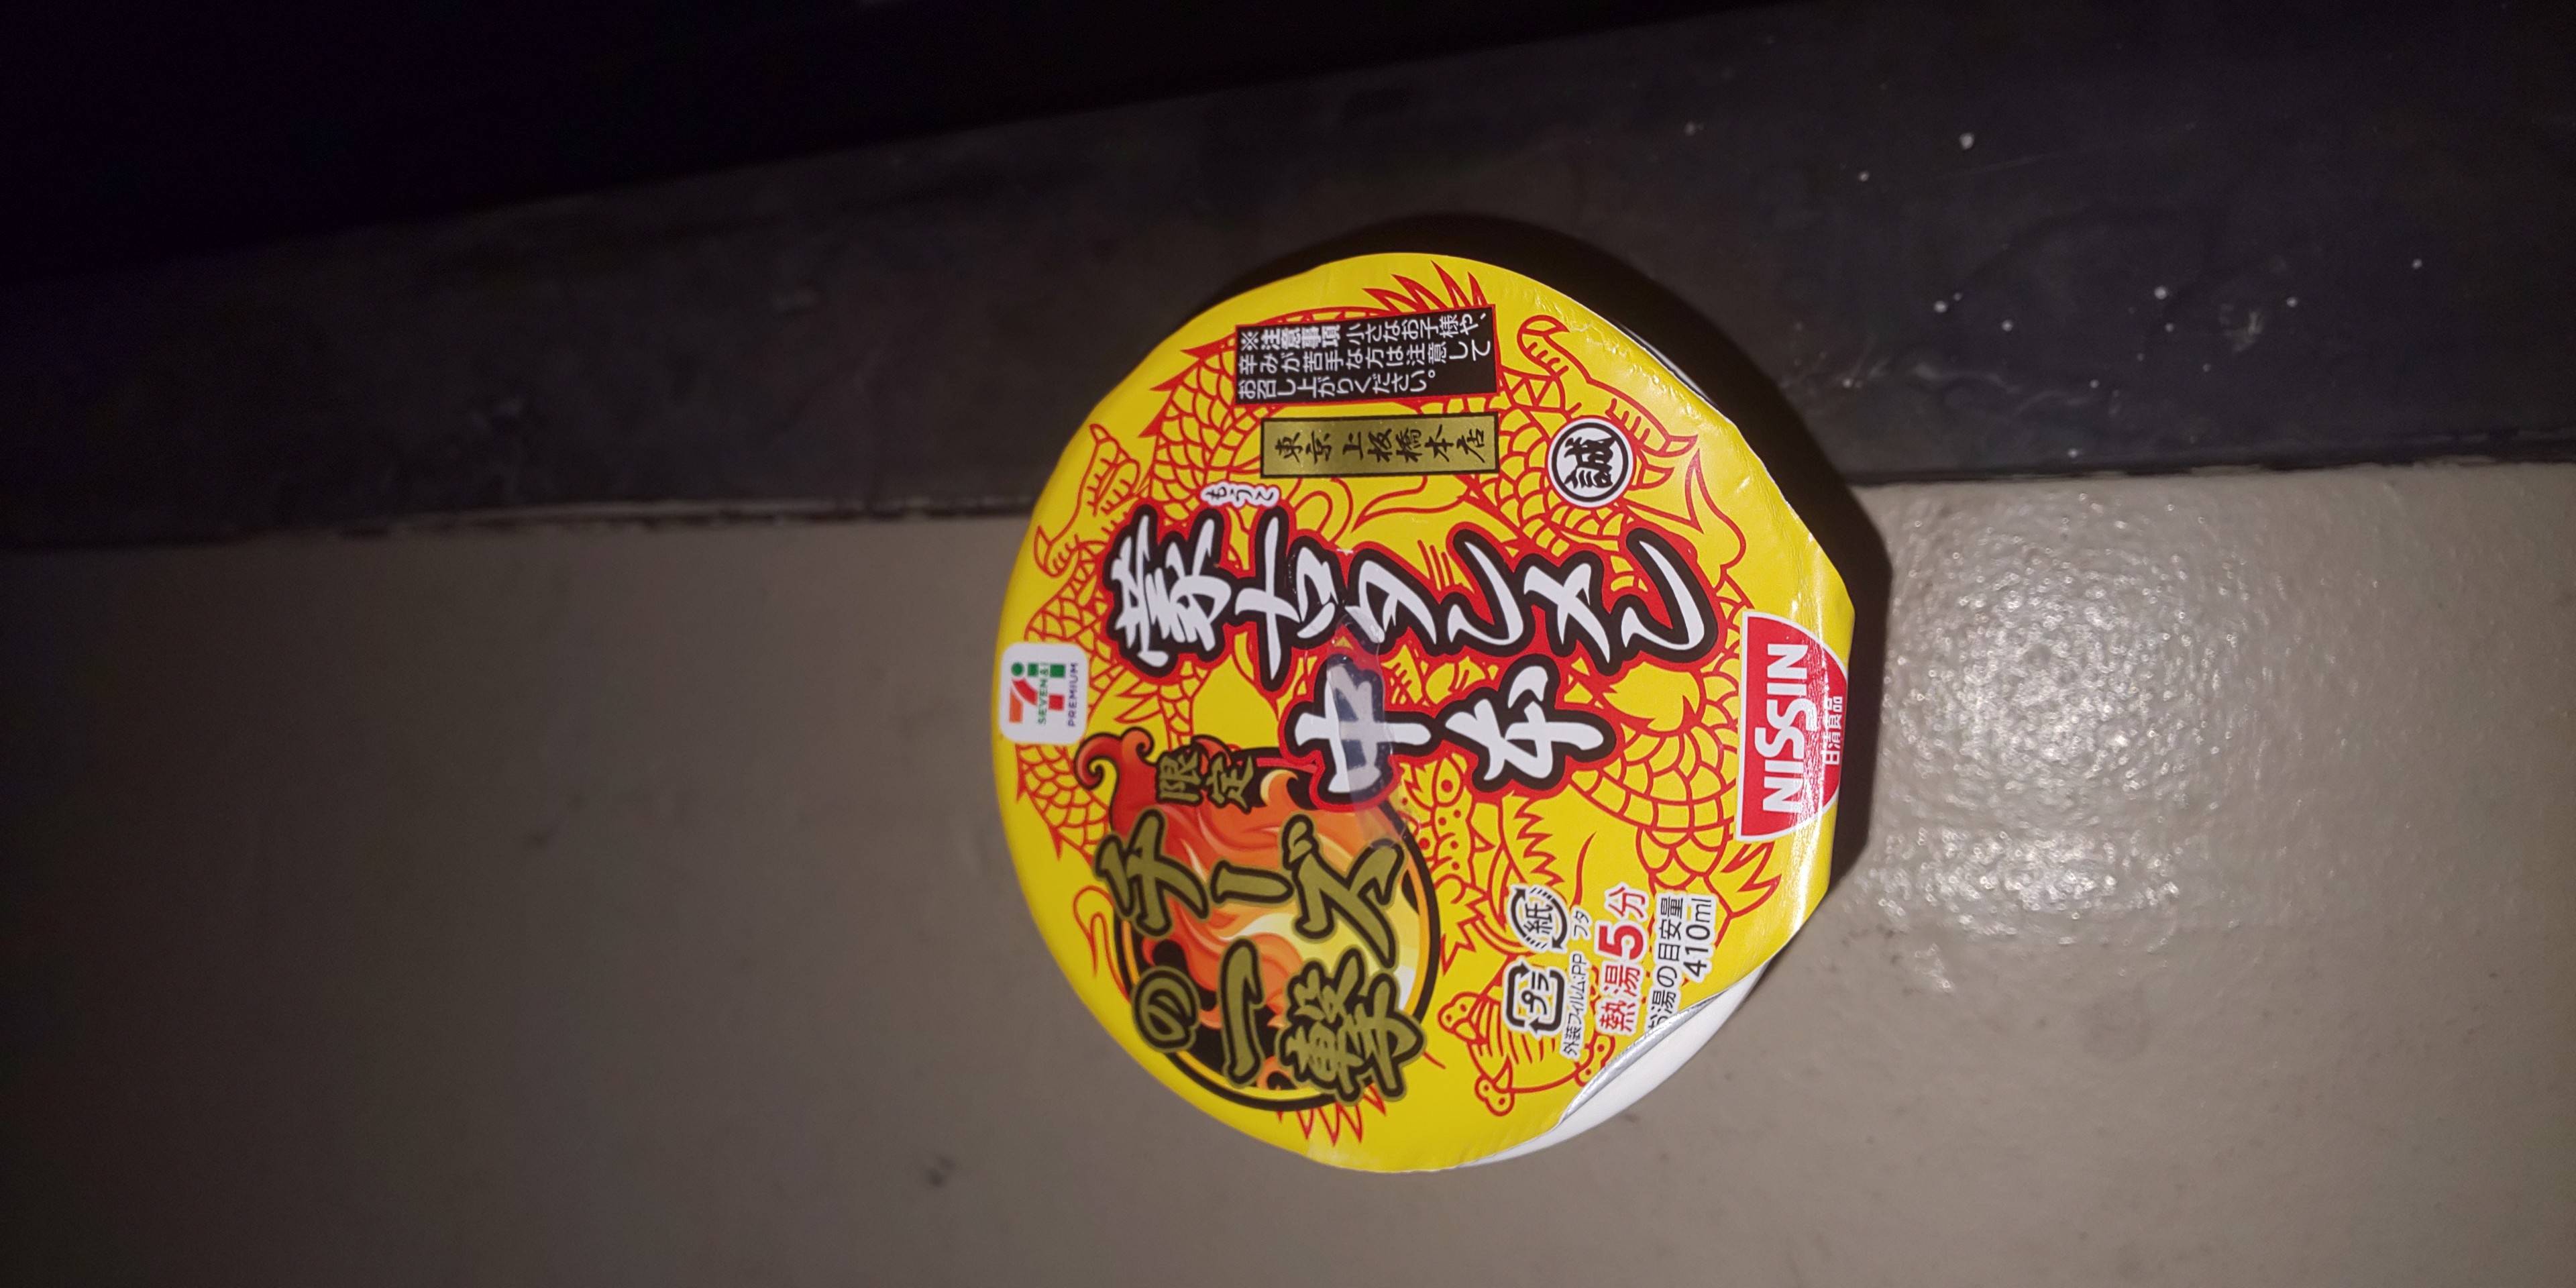 ※注意事項 小さなお子様や、
辛みが苦手な方は注意して
お召し上がりください。
東京上板橋本店
誠
もうこ
蒙古タンメン
中本
7i
SEVEN&i
PREMIUM
限定
チーズ
の一撃
NISSIN
日清食品
プラ
紙
外装フィルム:PP フタ
熱湯5分
お湯の目安量
410ml